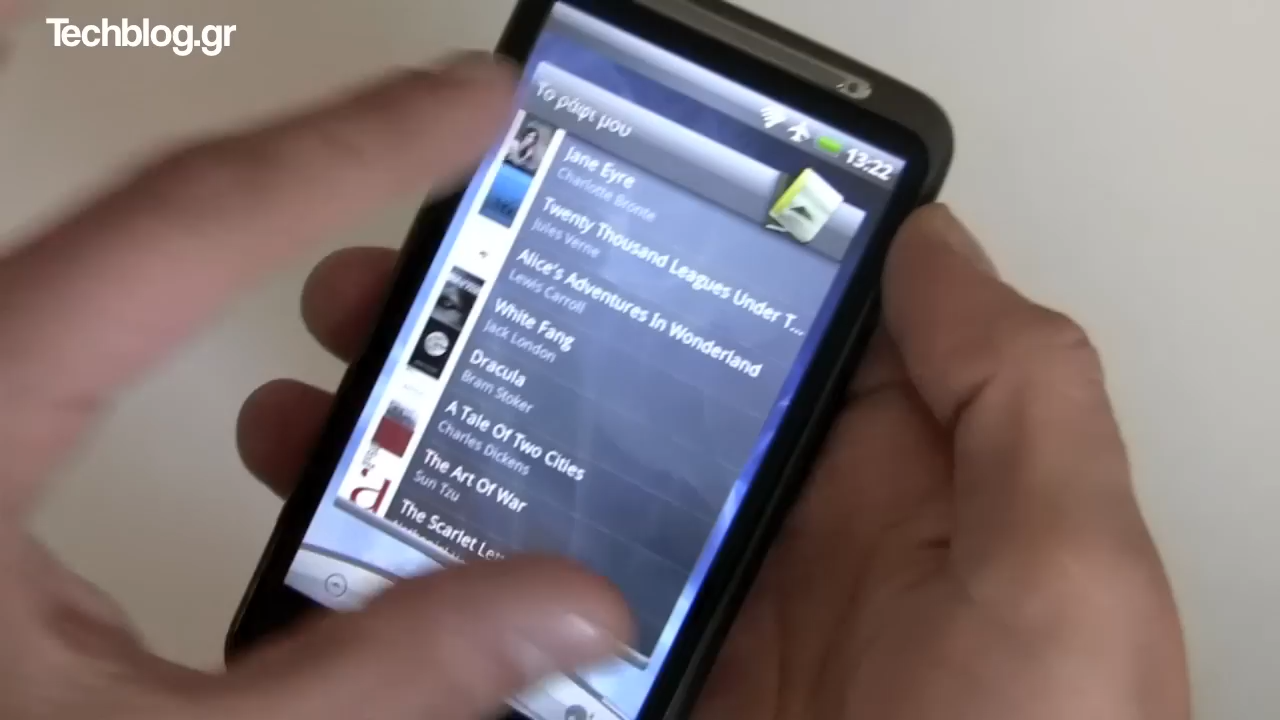 Techblog.gr
13:22
Το ράφι μου
Jane Eyre
Charlotte Bronte
Twenty Thousand Leagues Under T...
Jules Verne
Alice's Adventures In Wonderland
Lewis Carroll
White Fang
Jack London
Dracula
Bram Stoker
A Tale Of Two Cities
Charles Dickens
The Art Of War
Sun Tzu
The Scarlet